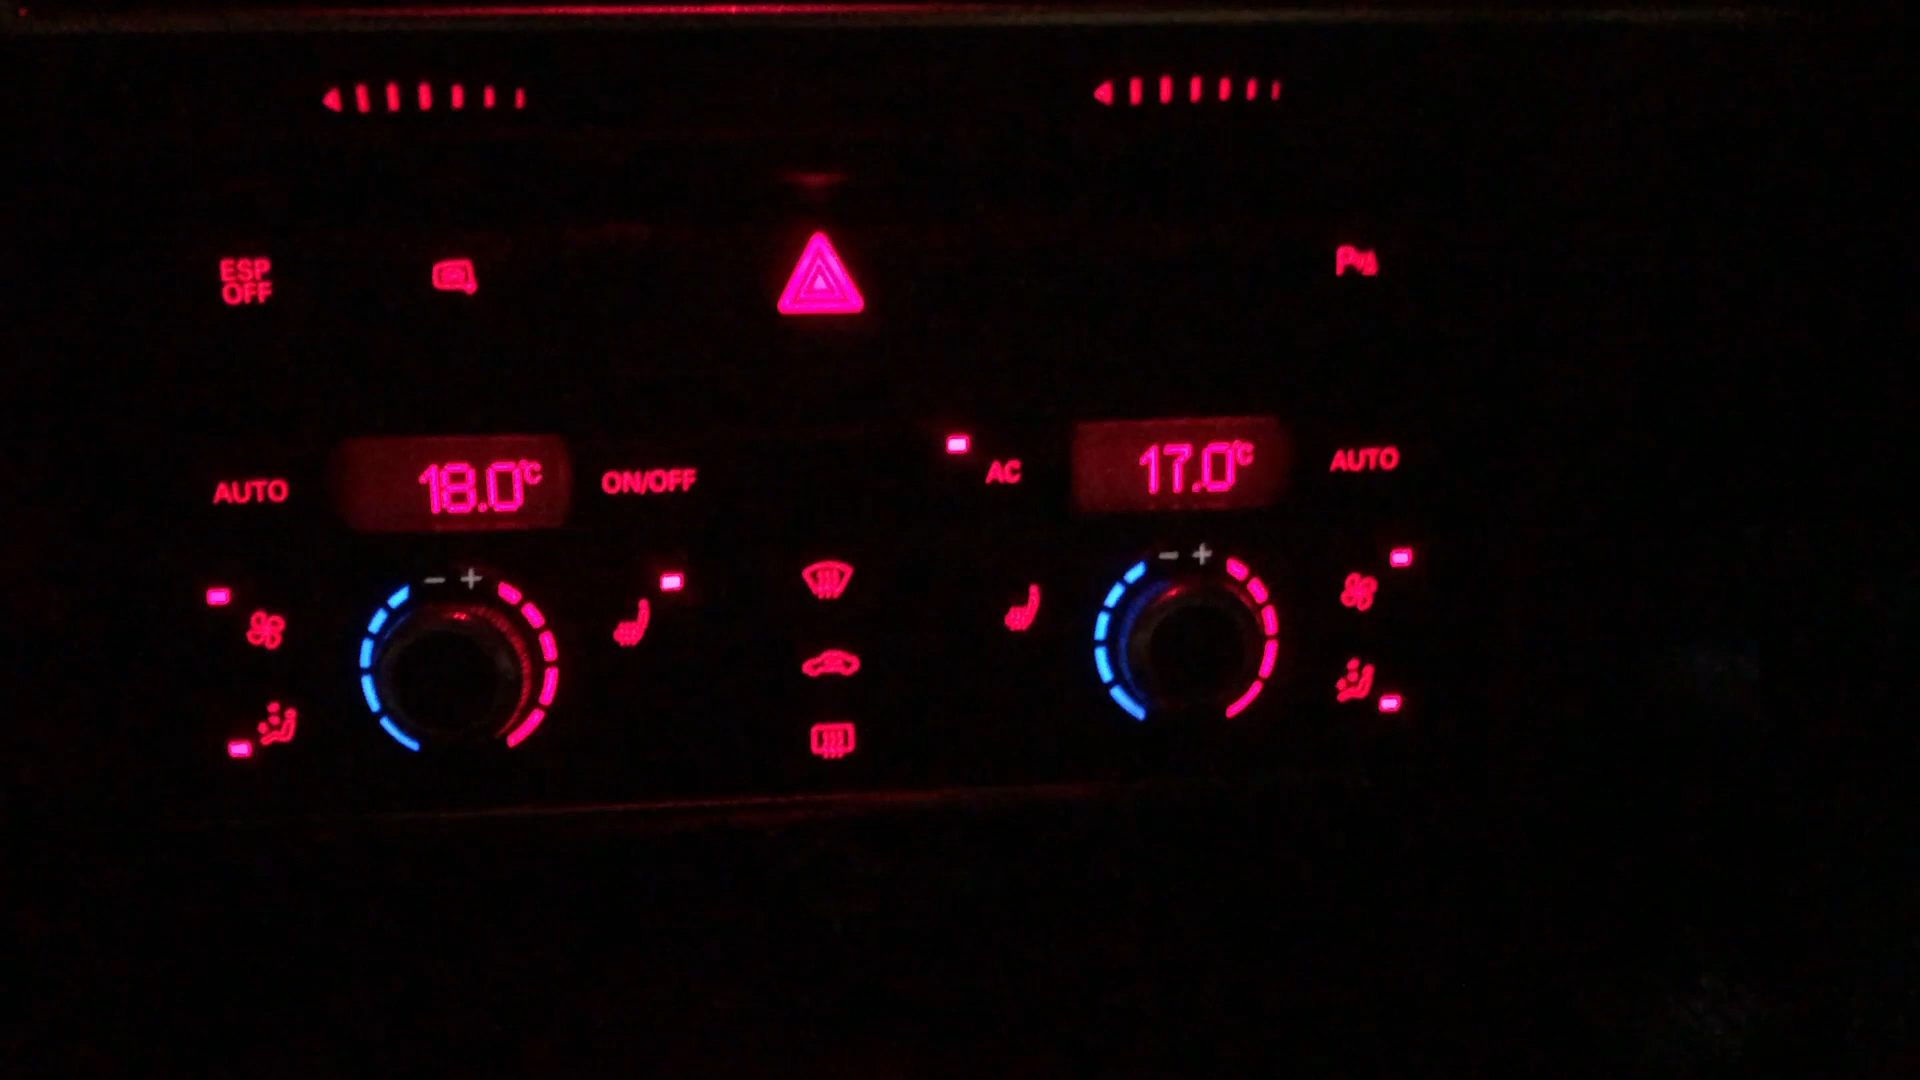 ESP
OFF
P
AUTO
18.0°C
ON/OFF
AC
17.0°C
AUTO
- +
- +